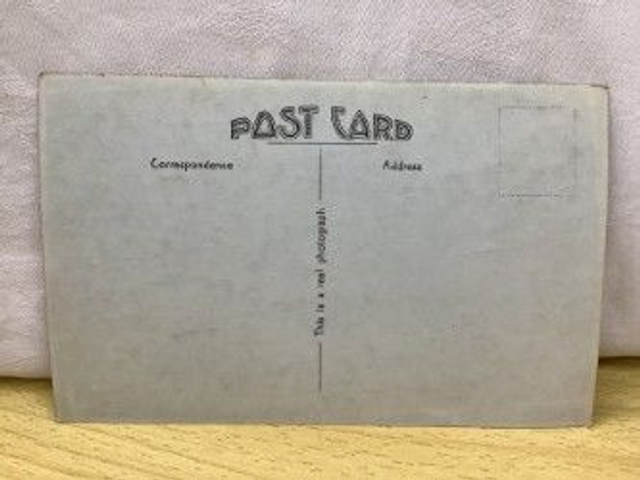 POST CARD
Correspondence
Address
This is a real photograph